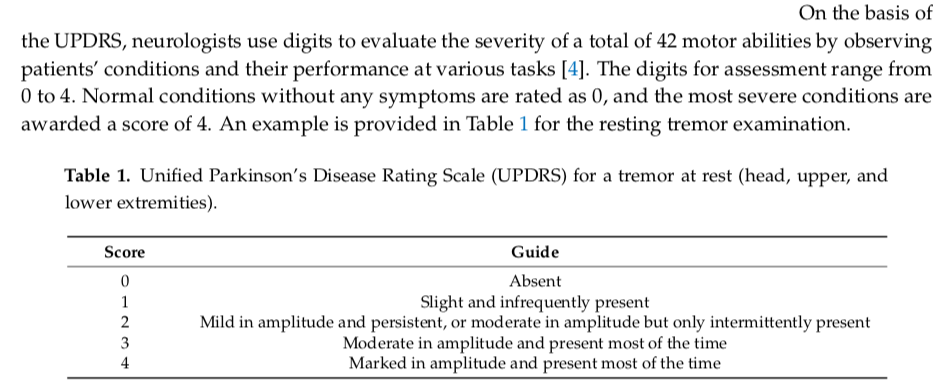 On the basis of
the UPDRS, neurologists use digits to evaluate the severity of a total of 42 motor abilities by observing
patients’ conditions and their performance at various tasks [4]. The digits for assessment range from
0 to 4. Normal conditions without any symptoms are rated as 0, and the most severe conditions are
awarded a score of 4. An example is provided in Table 1 for the resting tremor examination.
Table 1. Unified Parkinson’s Disease Rating Scale (UPDRS) for a tremor at rest (head, upper, and
lower extremities).
Score Guide
0 Absent
1 Slight and infrequently present
2 Mild in amplitude and persistent, or moderate in amplitude but only intermittently present
3 Moderate in amplitude and present most of the time
4 Marked in amplitude and present most of the time